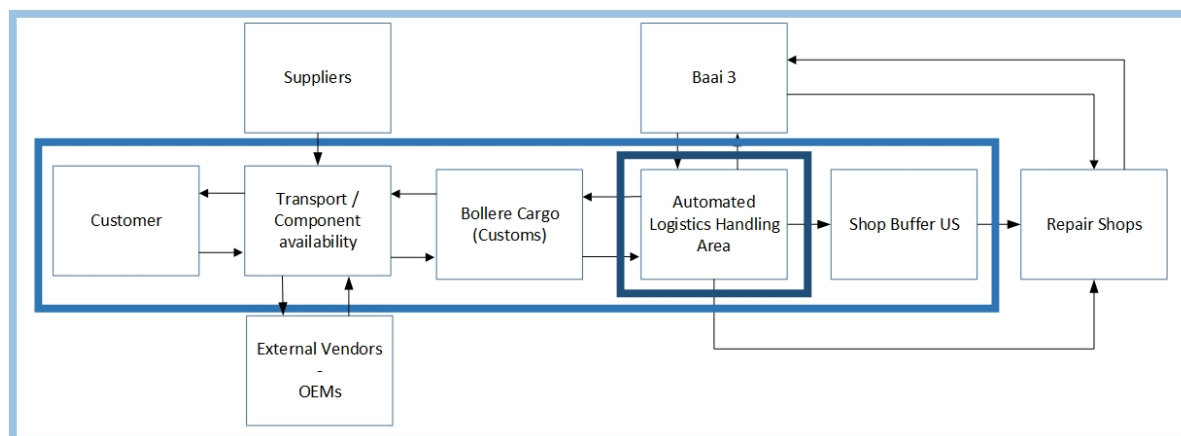 Suppliers
Baai 3
Customer
Transport /
Component
availability
Bollere Cargo
(Customs)
Automated
Logistics Handling
Area
Shop Buffer US
Repair Shops
External Vendors
-
OEMs